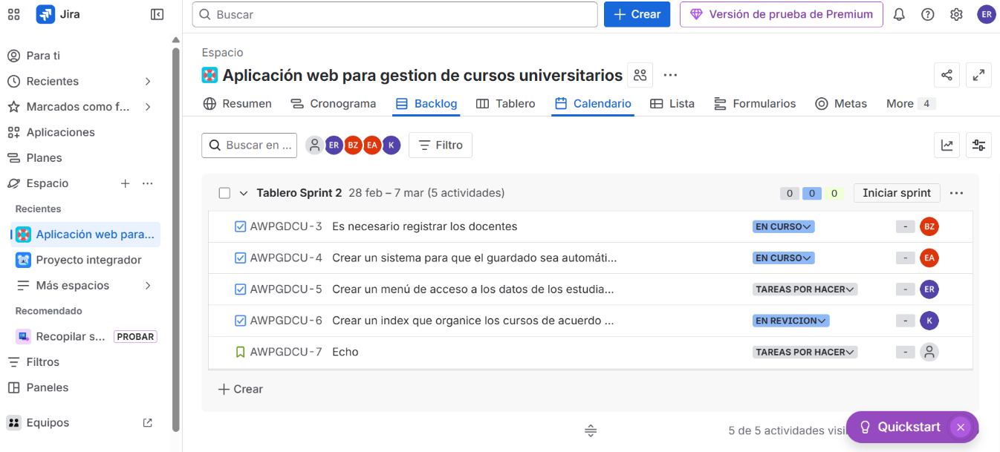 Jira
Buscar
Crear
Versión de prueba de Premium
ER
Para ti
Recientes
Marcados como f...
Aplicaciones
Planes
Espacio
Recientes
Aplicación web para...
Proyecto integrador
Más espacios
Recomendado
Recopilar s... PROBAR
Filtros
Paneles
Equipos
Espacio
Aplicación web para gestion de cursos universitarios
Resumen Cronograma Backlog Tablero Calendario Lista Formularios Metas More 4
Buscar en ... ER BZ EA K Filtro
Tablero Sprint 2 28 feb – 7 mar (5 actividades) 0 0 0 Iniciar sprint
AWPGDCU-3 Es necesario registrar los docentes EN CURSO - BZ
AWPGDCU-4 Crear un sistema para que el guardado sea automáti... EN CURSO - EA
AWPGDCU-5 Crear un menú de acceso a los datos de los estudia... TAREAS POR HACER - ER
AWPGDCU-6 Crear un index que organice los cursos de acuerdo ... EN REVICION - K
AWPGDCU-7 Echo TAREAS POR HACER -
Crear
5 de 5 actividades
Quickstart